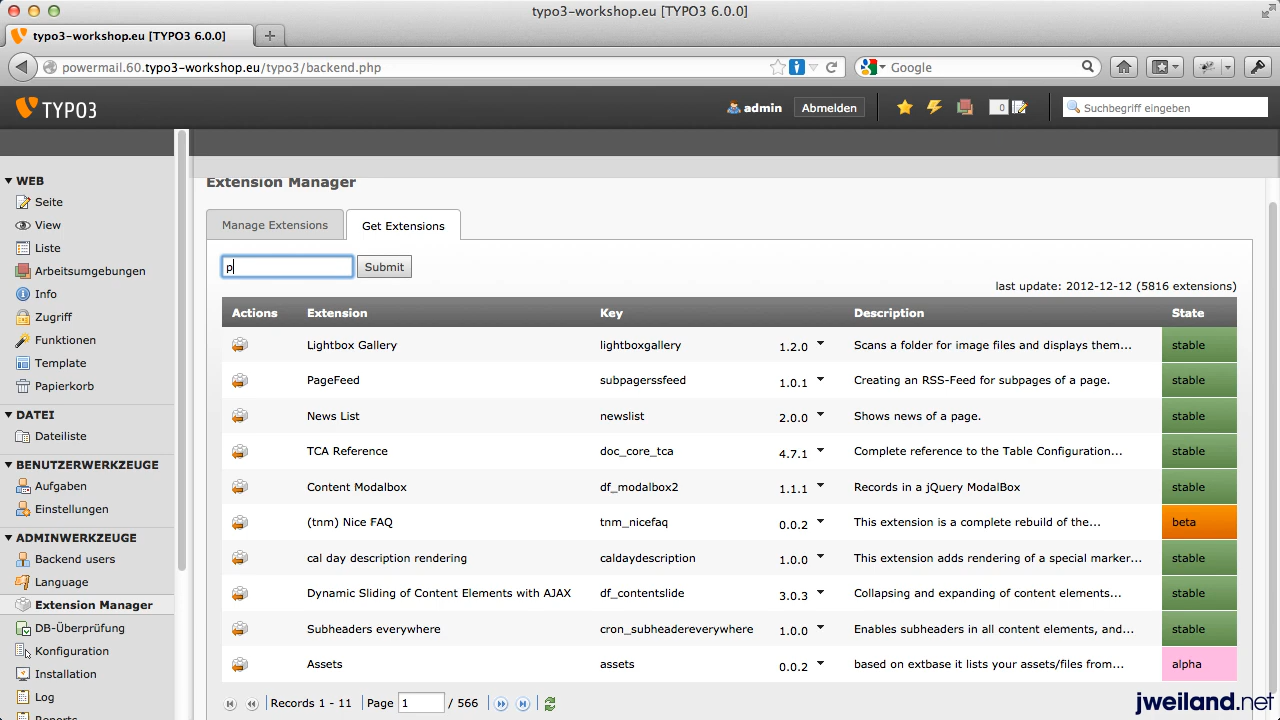 typo3-workshop.eu [TYPO3 6.0.0]
typo3-workshop.eu [TYPO3 6.0.0]
powermail.60.typo3-workshop.eu/typo3/backend.php
Google
TYPO3
admin
Abmelden
0
Suchbegriff eingeben
WEB
Seite
View
Liste
Arbeitsumgebungen
Info
Zugriff
Funktionen
Template
Papierkorb
DATEI
Dateiliste
BENUTZERWERKZEUGE
Aufgaben
Einstellungen
ADMINWERKZEUGE
Backend users
Language
Extension Manager
DB-Überprüfung
Konfiguration
Installation
Log
Reports
Extension Manager
Manage Extensions
Get Extensions
p
Submit
last update: 2012-12-12 (5816 extensions)
Actions Extension Key Description State
Lightbox Gallery lightboxgallery 1.2.0 Scans a folder for image files and displays them... stable
PageFeed subpagerssfeed 1.0.1 Creating an RSS-Feed for subpages of a page. stable
News List newslist 2.0.0 Shows news of a page. stable
TCA Reference doc_core_tca 4.7.1 Complete reference to the Table Configuration... stable
Content Modalbox df_modalbox2 1.1.1 Records in a jQuery ModalBox stable
(tnm) Nice FAQ tnm_nicefaq 0.0.2 This extension is a complete rebuild of the... beta
cal day description rendering caldaydescription 1.0.0 This extension adds rendering of a special marker... stable
Dynamic Sliding of Content Elements with AJAX df_contentslide 3.0.3 Collapsing and expanding of content elements... stable
Subheaders everywhere cron_subheadereverywhere 1.0.0 Enables subheaders in all content elements, and... stable
Assets assets 0.0.2 based on extbase it lists your assets/files from... alpha
Records 1 - 11 Page 1 / 566
jweiland.net